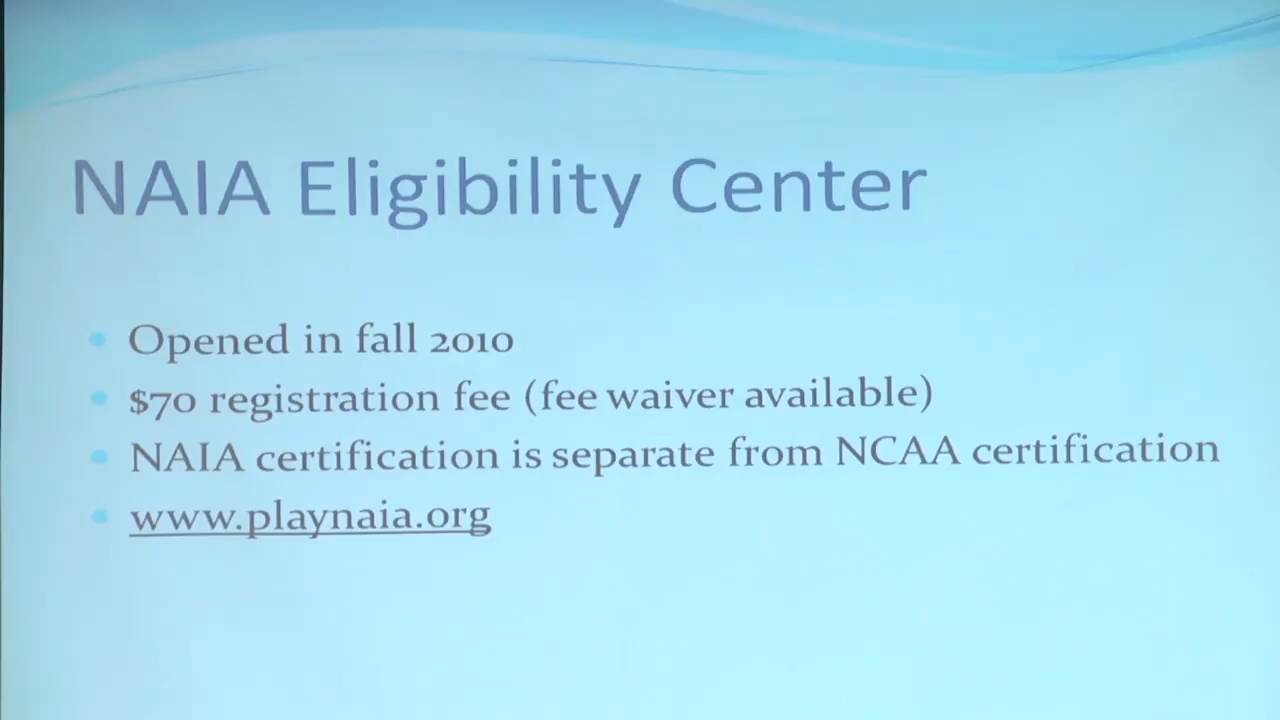 NAIA Eligibility Center
• Opened in fall 2010
• $70 registration fee (fee waiver available)
• NAIA certification is separate from NCAA certification
• www.playnaia.org